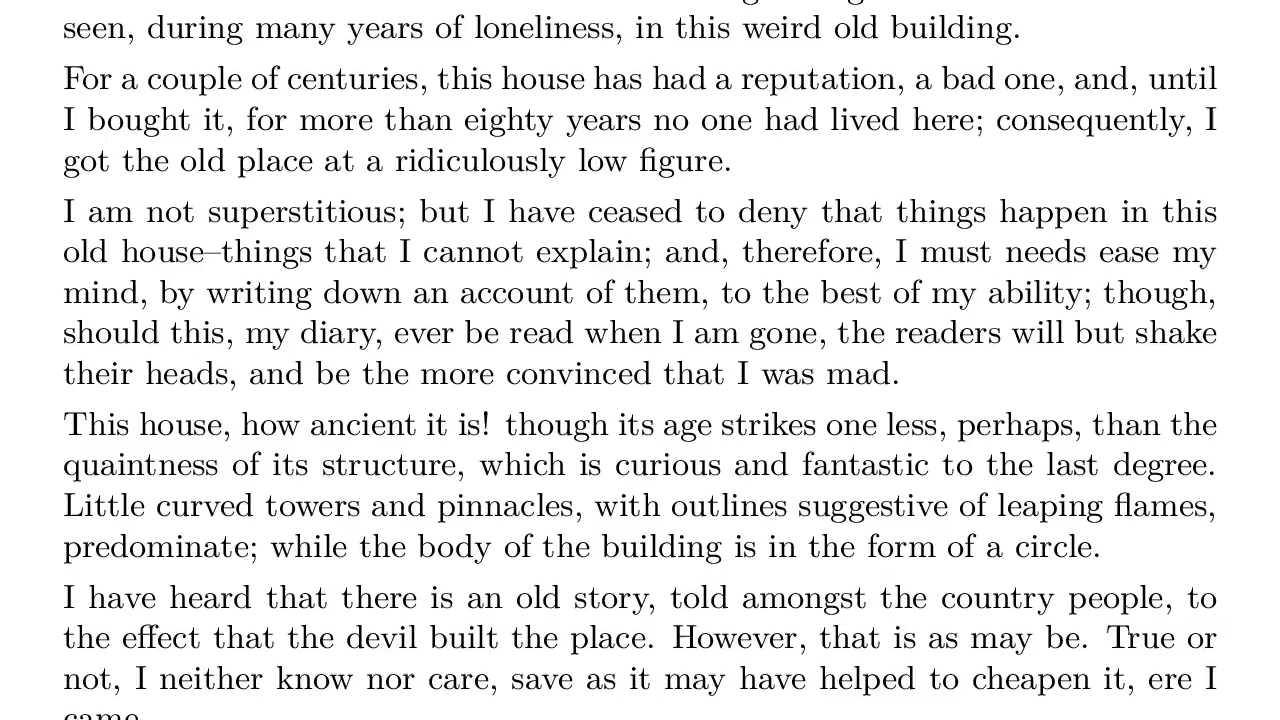 seen, during many years of loneliness, in this weird old building.
For a couple of centuries, this house has had a reputation, a bad one, and, until
I bought it, for more than eighty years no one had lived here; consequently, I
got the old place at a ridiculously low figure.
I am not superstitious; but I have ceased to deny that things happen in this
old house–things that I cannot explain; and, therefore, I must needs ease my
mind, by writing down an account of them, to the best of my ability; though,
should this, my diary, ever be read when I am gone, the readers will but shake
their heads, and be the more convinced that I was mad.
This house, how ancient it is! though its age strikes one less, perhaps, than the
quaintness of its structure, which is curious and fantastic to the last degree.
Little curved towers and pinnacles, with outlines suggestive of leaping flames,
predominate; while the body of the building is in the form of a circle.
I have heard that there is an old story, told amongst the country people, to
the effect that the devil built the place. However, that is as may be. True or
not, I neither know nor care, save as it may have helped to cheapen it, ere I
came